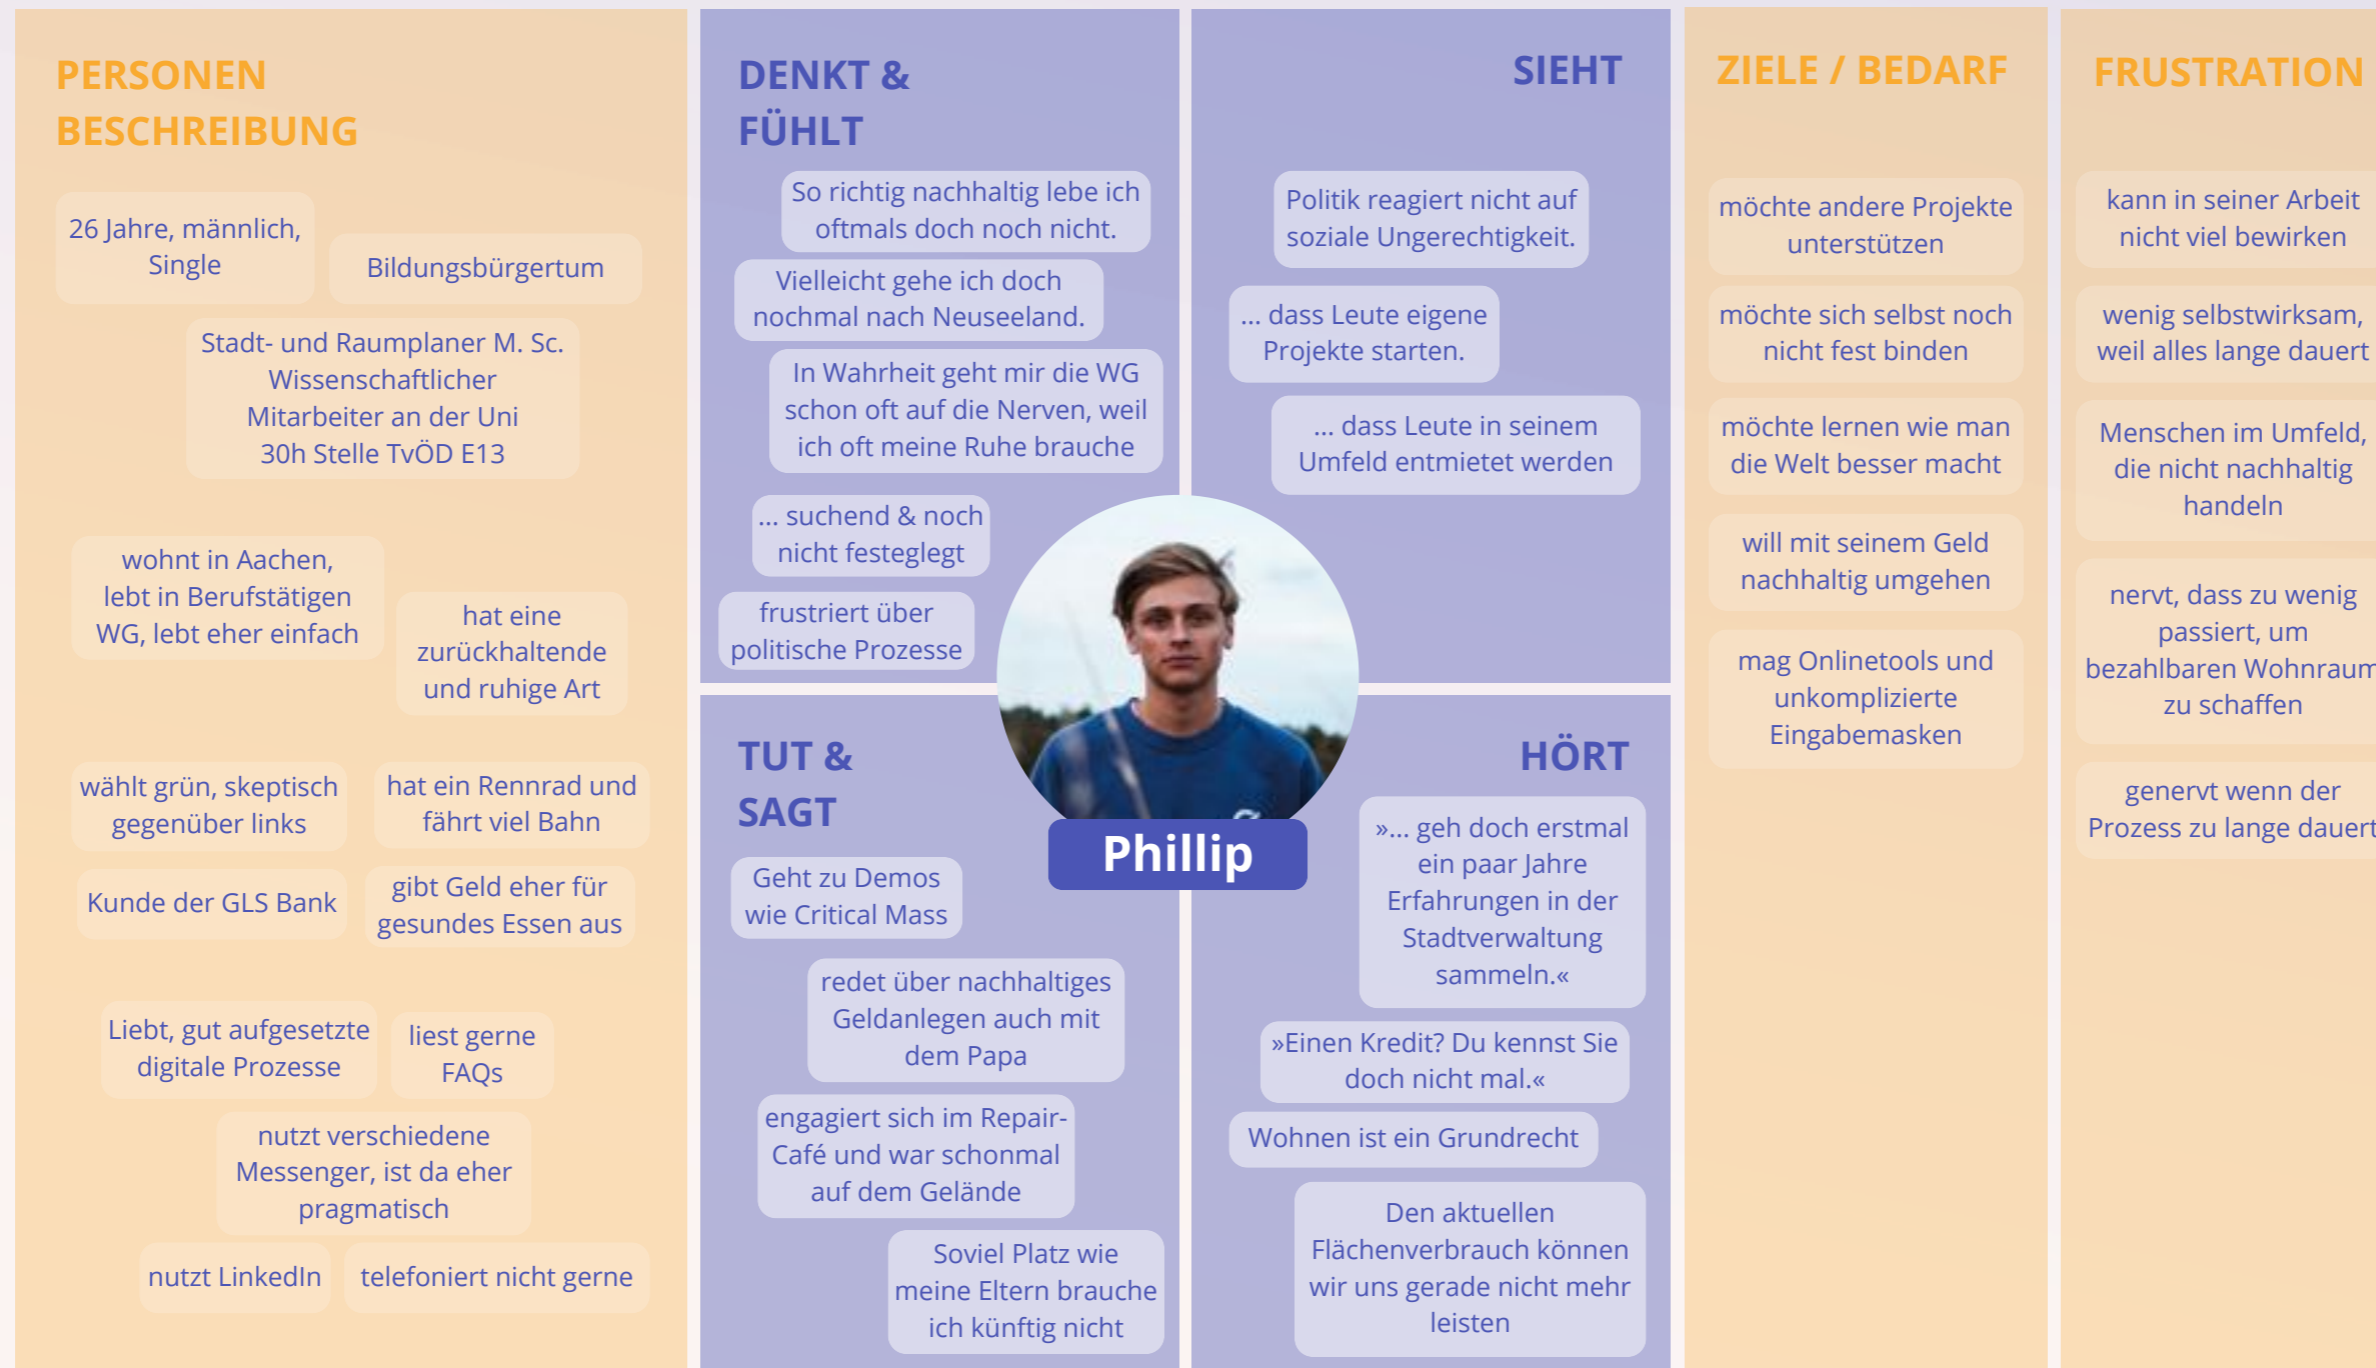 PERSONEN
BESCHREIBUNG
26 Jahre, männlich,
Single
Bildungsbürgertum
Stadt- und Raumplaner M. Sc.
Wissenschaftlicher
Mitarbeiter an der Uni
30h Stelle TvÖD E13
wohnt in Aachen,
lebt in Berufstätigen
WG, lebt eher einfach
hat eine
zurückhaltende
und ruhige Art
wählt grün, skeptisch
gegenüber links
hat ein Rennrad und
fährt viel Bahn
Kunde der GLS Bank
gibt Geld eher für
gesundes Essen aus
Liebt, gut aufgesetzte
digitale Prozesse
liest gerne
FAQs
nutzt verschiedene
Messenger, ist da eher
pragmatisch
nutzt LinkedIn
telefoniert nicht gerne
DENKT &
FÜHLT
So richtig nachhaltig lebe ich
oftmals doch noch nicht.
Vielleicht gehe ich doch
nochmal nach Neuseeland.
In Wahrheit geht mir die WG
schon oft auf die Nerven, weil
ich oft meine Ruhe brauche
... suchend & noch
nicht festeglegt
frustriert über
politische Prozesse
SIEHT
Politik reagiert nicht auf
soziale Ungerechtigkeit.
... dass Leute eigene
Projekte starten.
... dass Leute in seinem
Umfeld entmietet werden
Phillip
TUT &
SAGT
Geht zu Demos
wie Critical Mass
redet über nachhaltiges
Geldanlegen auch mit
dem Papa
engagiert sich im Repair-
Café und war schonmal
auf dem Gelände
Soviel Platz wie
meine Eltern brauche
ich künftig nicht
HÖRT
»... geh doch erstmal
ein paar Jahre
Erfahrungen in der
Stadtverwaltung
sammeln.«
»Einen Kredit? Du kennst Sie
doch nicht mal.«
Wohnen ist ein Grundrecht
Den aktuellen
Flächenverbrauch können
wir uns gerade nicht mehr
leisten
ZIELE / BEDARF
möchte andere Projekte
unterstützen
möchte sich selbst noch
nicht fest binden
möchte lernen wie man
die Welt besser macht
will mit seinem Geld
nachhaltig umgehen
mag Onlinetools und
unkomplizierte
Eingabemasken
FRUSTRATION
kann in seiner Arbeit
nicht viel bewirken
wenig selbstwirksam,
weil alles lange dauert
Menschen im Umfeld,
die nicht nachhaltig
handeln
nervt, dass zu wenig
passiert, um
bezahlbaren Wohnraum
zu schaffen
genervt wenn der
Prozess zu lange dauert